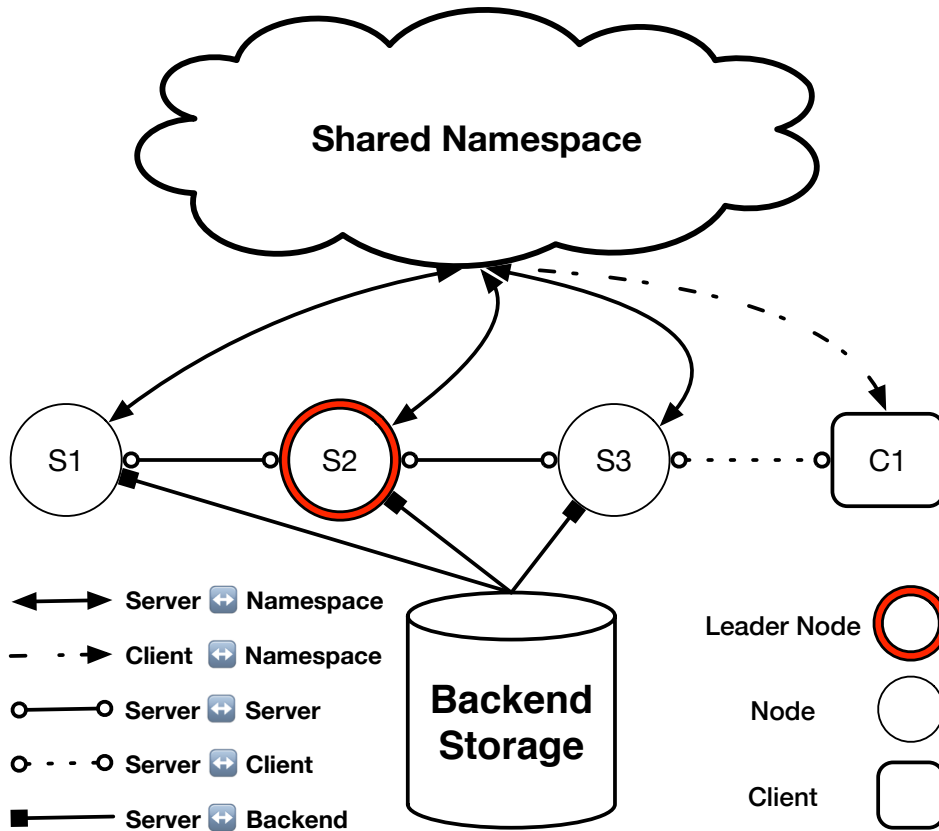 Shared Namespace
S1
S2
S3
C1
Server ↔ Namespace
Client ↔ Namespace
Server ↔ Server
Server ↔ Client
Server ↔ Backend
Backend
Storage
Leader Node
Node
Client